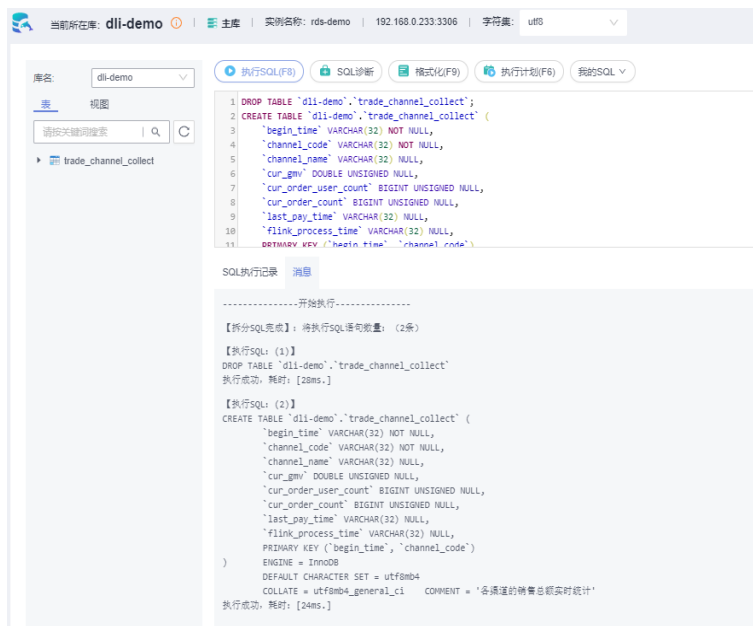 当前所在库: dli-demo 主库 | 实例名称: rds-demo | 192.168.0.233:3306 | 字符集: utf8
库名: dli-demo
表 视图
请按关键词搜索
trade_channel_collect
执行SQL(F8) SQL诊断 格式化(F9) 执行计划(F6) 我的SQL
1 DROP TABLE `dli-demo`.`trade_channel_collect`;
2 CREATE TABLE `dli-demo`.`trade_channel_collect` (
3 `begin_time` VARCHAR(32) NOT NULL,
4 `channel_code` VARCHAR(32) NOT NULL,
5 `channel_name` VARCHAR(32) NULL,
6 `cur_gmv` DOUBLE UNSIGNED NULL,
7 `cur_order_user_count` BIGINT UNSIGNED NULL,
8 `cur_order_count` BIGINT UNSIGNED NULL,
9 `last_pay_time` VARCHAR(32) NULL,
10 `flink_process_time` VARCHAR(32) NULL,
11 PRIMARY KEY (`begin_time`, `channel_code`)
SQL执行记录 消息
---------------开始执行---------------
【拆分SQL完成】: 将执行SQL语句数量: (2条)
【执行SQL: (1)】
DROP TABLE `dli-demo`.`trade_channel_collect`
执行成功, 耗时: [28ms.]
【执行SQL: (2)】
CREATE TABLE `dli-demo`.`trade_channel_collect` (
`begin_time` VARCHAR(32) NOT NULL,
`channel_code` VARCHAR(32) NOT NULL,
`channel_name` VARCHAR(32) NULL,
`cur_gmv` DOUBLE UNSIGNED NULL,
`cur_order_user_count` BIGINT UNSIGNED NULL,
`cur_order_count` BIGINT UNSIGNED NULL,
`last_pay_time` VARCHAR(32) NULL,
`flink_process_time` VARCHAR(32) NULL,
PRIMARY KEY (`begin_time`, `channel_code`)
) ENGINE = InnoDB
DEFAULT CHARACTER SET = utf8mb4
COLLATE = utf8mb4_general_ci COMMENT = '各渠道的销售总额实时统计'
执行成功, 耗时: [24ms.]